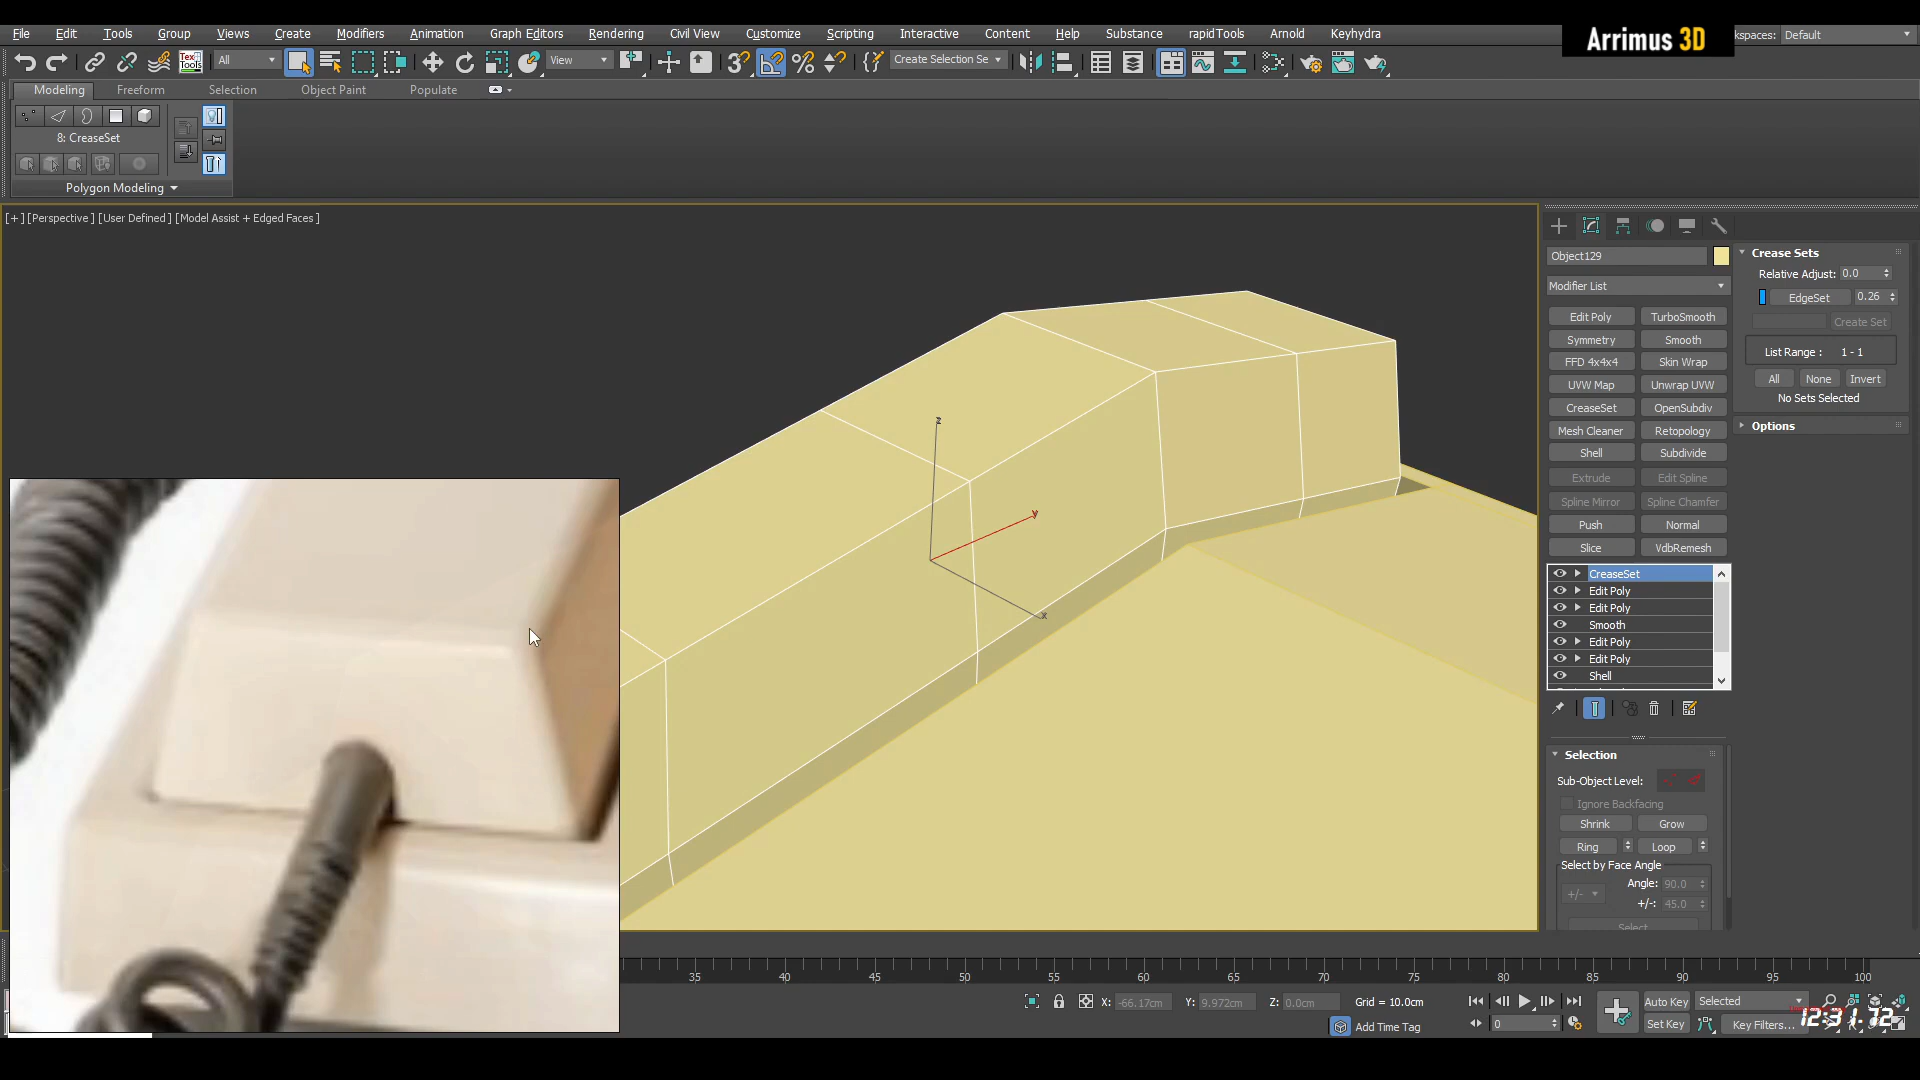 File Edit Tools Group Views Create Modifiers Animation Graph Editors Rendering Civil View Customize Scripting Interactive Content Help Substance rapidTools Arnold Keyhydra
Arrimus 3D
kspaces: Default
Tex Tools
All
View
Create Selection Se
Modeling Freeform Selection Object Paint Populate
8: CreaseSet
Polygon Modeling
[+] [Perspective] [User Defined] [Model Assist + Edged Faces]
z
y
x
Object129
Modifier List
Edit Poly TurboSmooth
Symmetry Smooth
FFD 4x4x4 Skin Wrap
UVW Map Unwrap UVW
CreaseSet OpenSubdiv
Mesh Cleaner Retopology
Shell Subdivide
Extrude Edit Spline
Spline Mirror Spline Chamfer
Push Normal
Slice VdbRemesh
CreaseSet
Edit Poly
Edit Poly
Smooth
Edit Poly
Edit Poly
Shell
Selection
Sub-Object Level:
Ignore Backfacing
Shrink Grow
Ring Loop
Select by Face Angle
+/- Angle: 90.0
+/-: 45.0
Select
Crease Sets
Relative Adjust: 0.0
EdgeSet 0.26
Create Set
List Range : 1 - 1
All None Invert
No Sets Selected
Options
35 40 45 50 55 60 65 70 75 80 85 90 95 100
X: -66.17cm Y: 9.972cm Z: 0.0cm Grid = 10.0cm
Add Time Tag
0
Auto Key Selected
Set Key Key Filters...
12:31.72